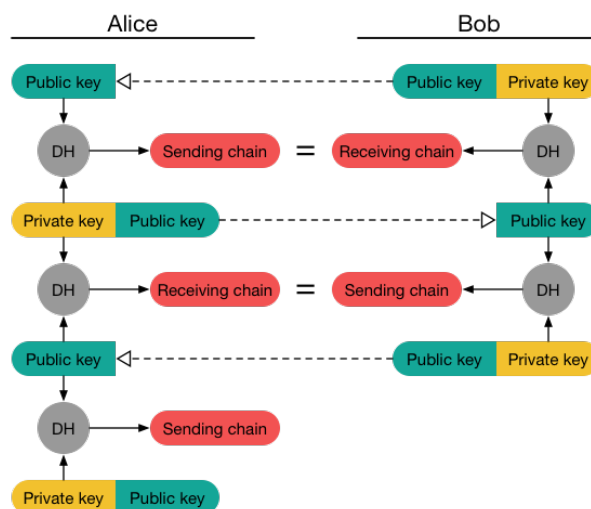 Alice Bob
Public key Public key Private key
DH Sending chain = Receiving chain DH
Private key Public key Public key
DH Receiving chain = Sending chain DH
Public key Public key Private key
DH Sending chain
Private key Public key